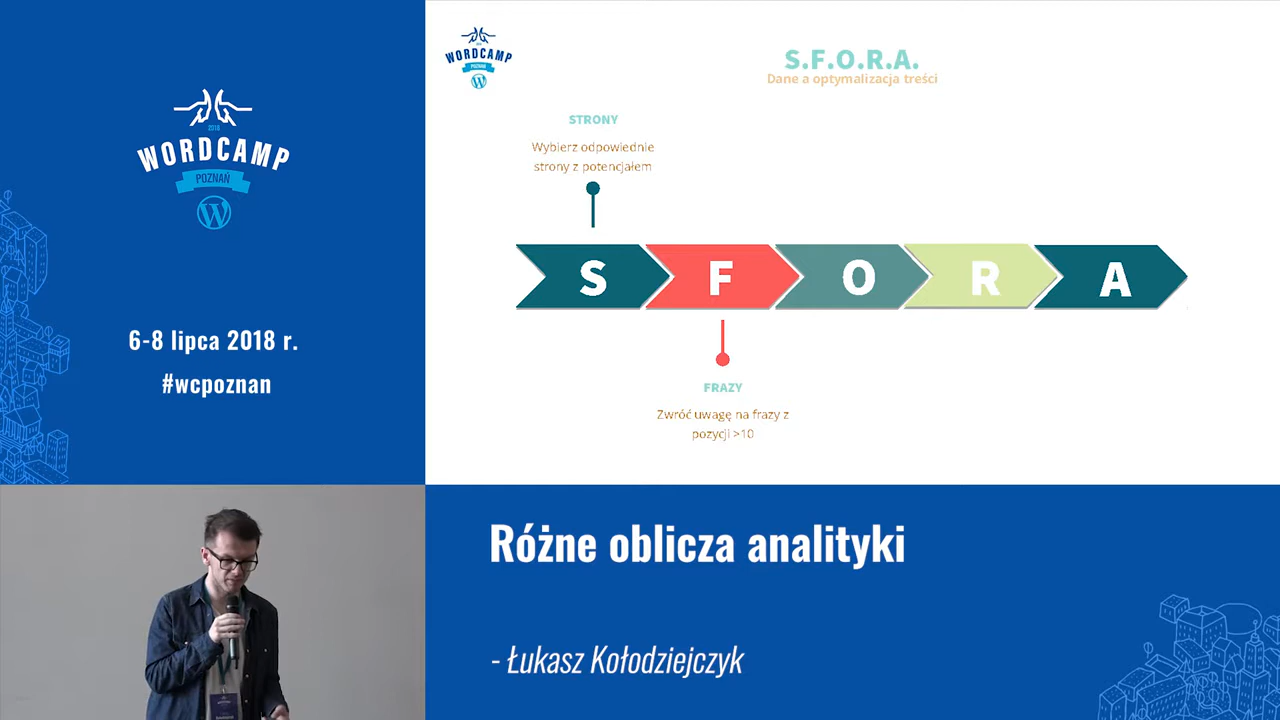 2018
WORDCAMP
POZNAŃ
6-8 lipca 2018 r.
#wcpoznan
WORDCAMP
POZNAŃ
S.F.O.R.A.
Dane a optymalizacja treści
STRONY
Wybierz odpowiednie
strony z potencjałem
S F O R A
FRAZY
Zwróć uwagę na frazy z
pozycji >10
Różne oblicza analityki
- Łukasz Kołodziejczyk